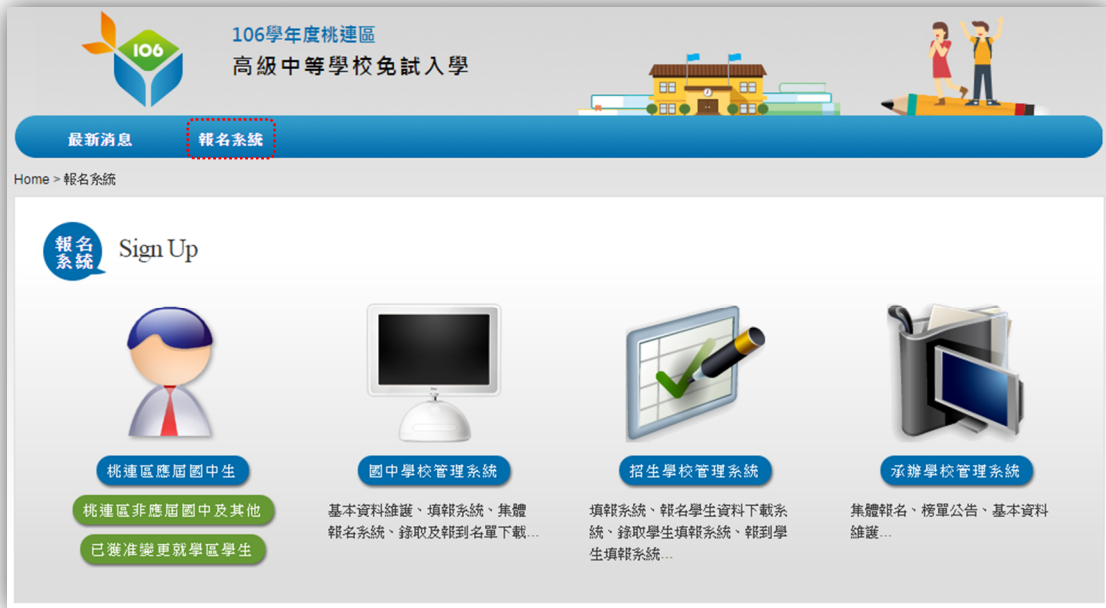 106
106學年度桃連區
高級中等學校免試入學
最新消息
報名系統
Home > 報名系統
報名
系統
Sign Up
桃連區應屆國中生
桃連區非應屆國中及其他
已獲准變更就學區學生
國中學校管理系統
基本資料維護、填報系統、集體
報名系統、錄取及報到名單下載...
招生學校管理系統
填報系統、報名學生資料下載系
統、錄取學生填報系統、報到學
生填報系統...
承辦學校管理系統
集體報名、榜單公告、基本資料
維護...